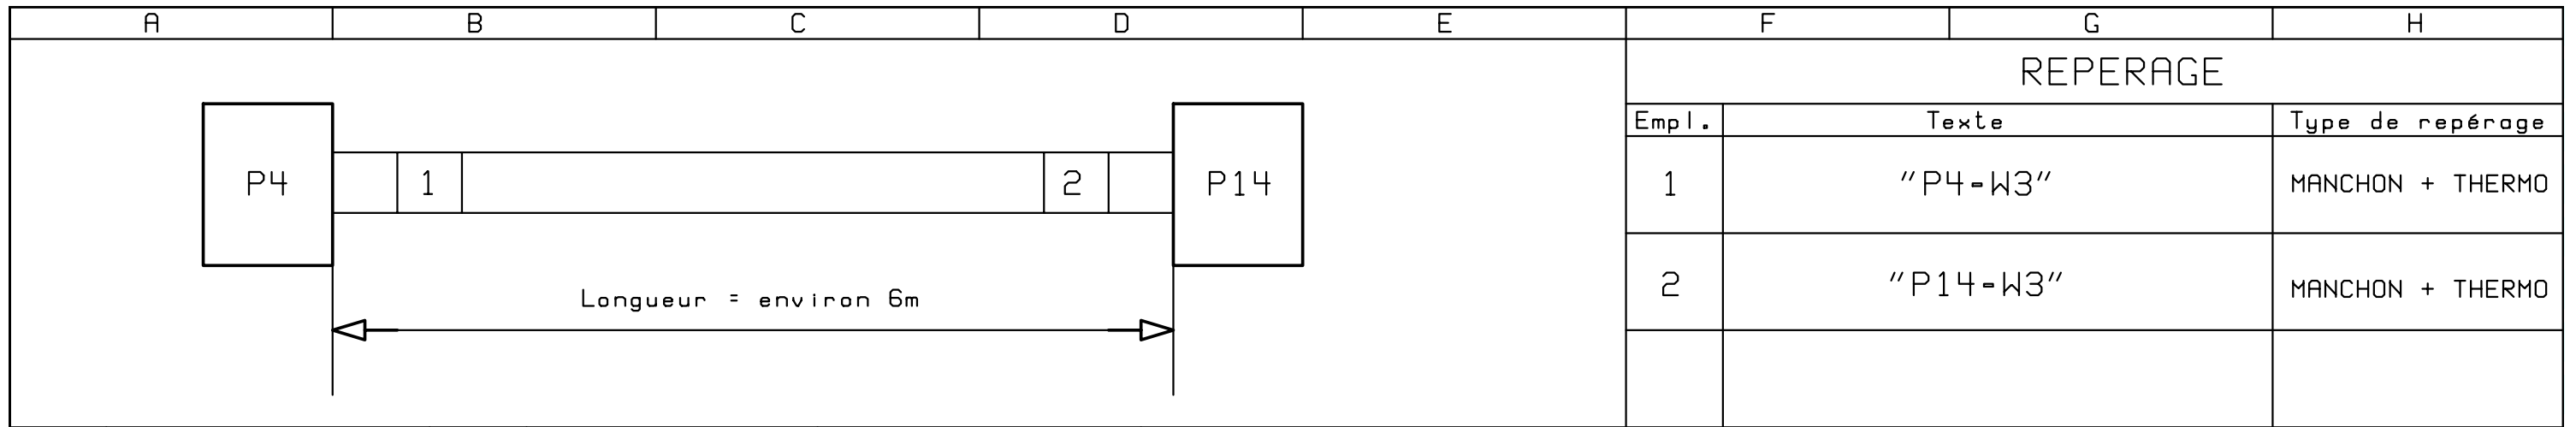 A B C D E F G H
REPERAGE
Empl. Texte Type de repérage
P4 1 2 P14
1 "P4-W3" MANCHON + THERMO
2 "P14-W3" MANCHON + THERMO
Longueur = environ 6m